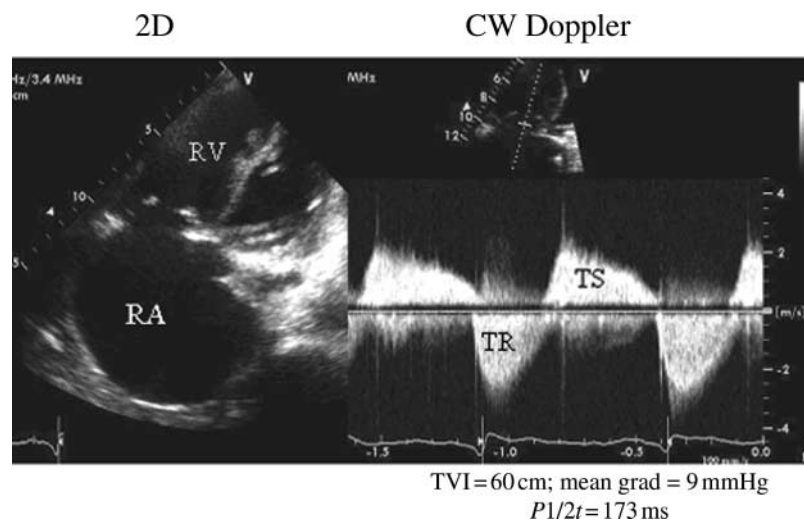 2D
CW Doppler
Hz/3.4 MHz
cm
V
5
10
5
RV
RA
MHz
V
6
8
10
12
4
2
[m/s]
-2
-4
TS
TR
-1.5
-1.0
-0.5
0.0
100 mm/s
TVI = 60 cm; mean grad = 9 mmHg
P1/2t = 173 ms